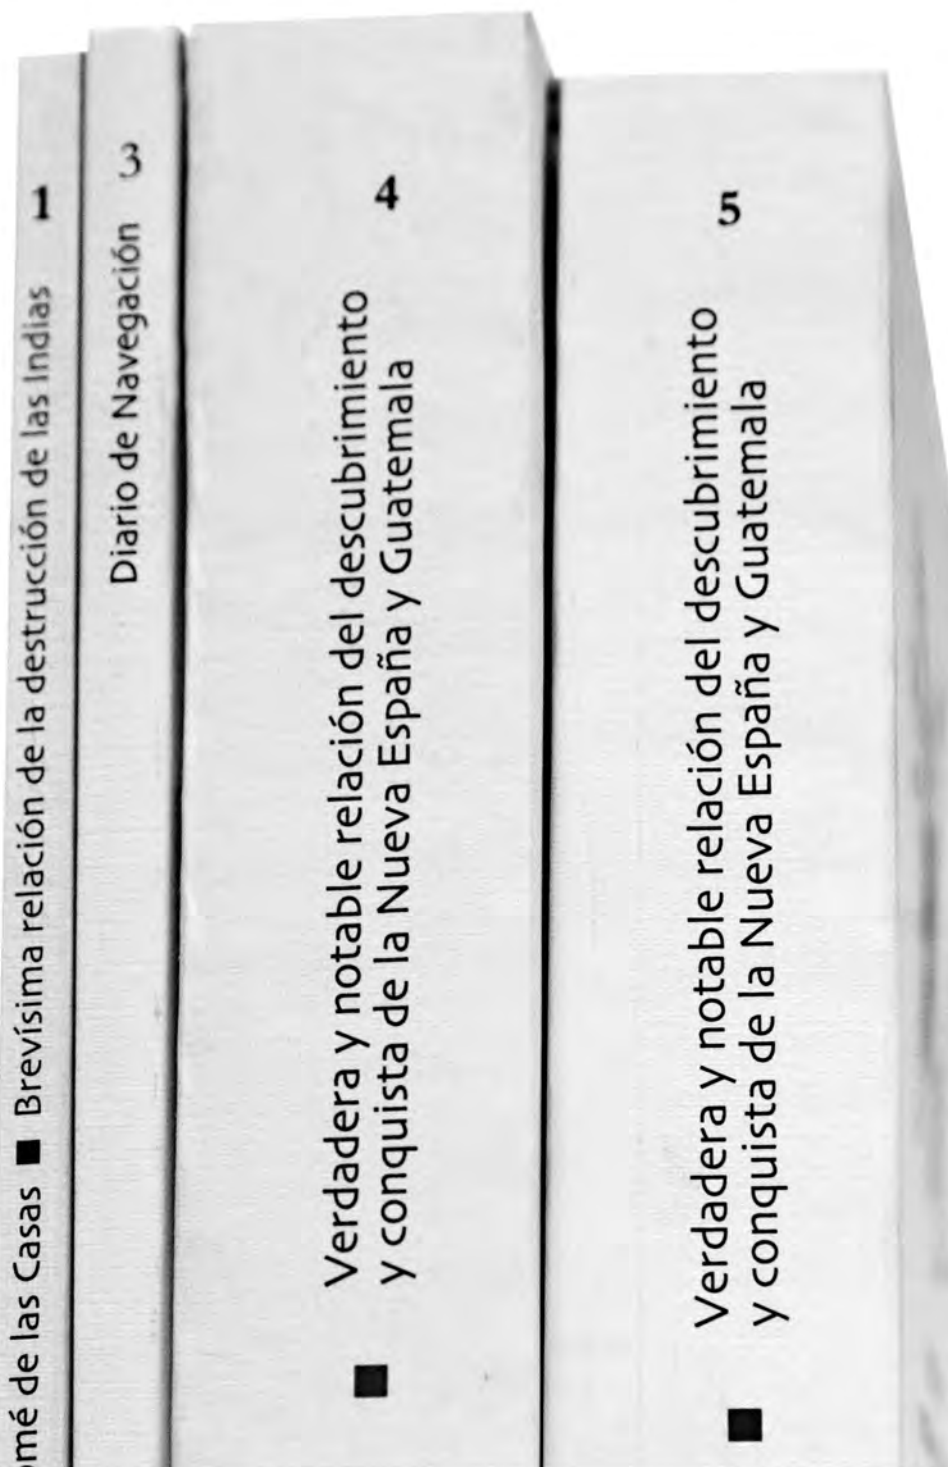 de las Casas ■ Brevísima relación de la destrucción de las Indias 1
Diario de Navegación 3
Verdadera y notable relación del descubrimiento
y conquista de la Nueva España y Guatemala
4
Verdadera y notable relación del descubrimiento
y conquista de la Nueva España y Guatemala
5